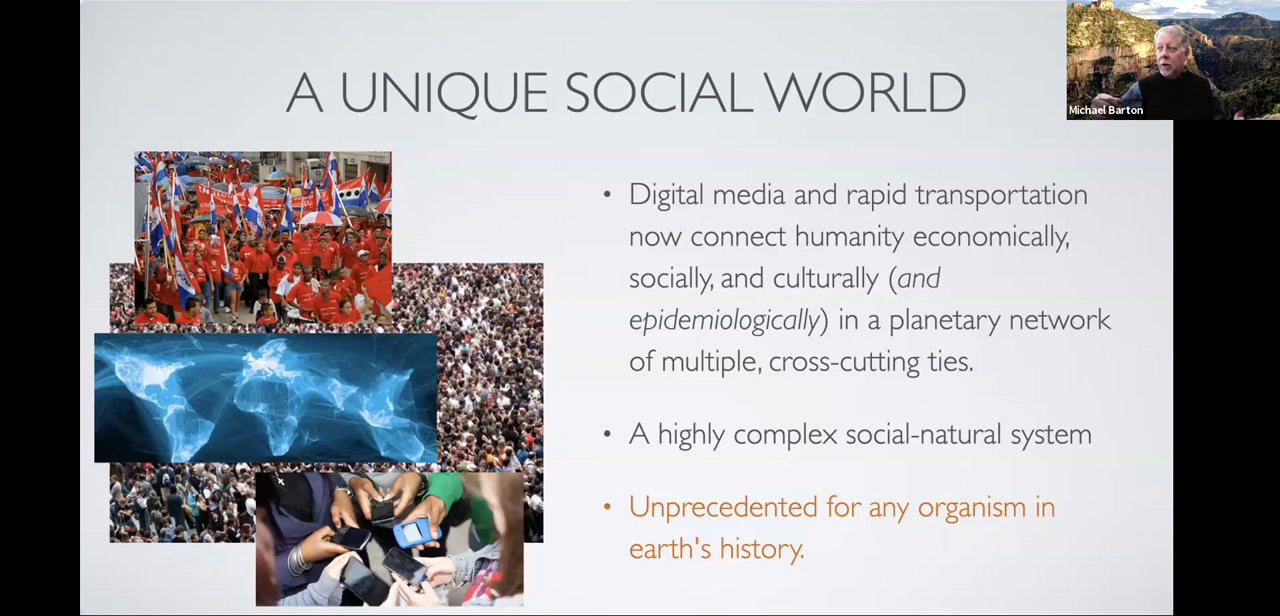 A UNIQUE SOCIAL WORLD
Michael Barton
• Digital media and rapid transportation
now connect humanity economically,
socially, and culturally (and
epidemiologically) in a planetary network
of multiple, cross-cutting ties.
• A highly complex social-natural system
• Unprecedented for any organism in
earth's history.